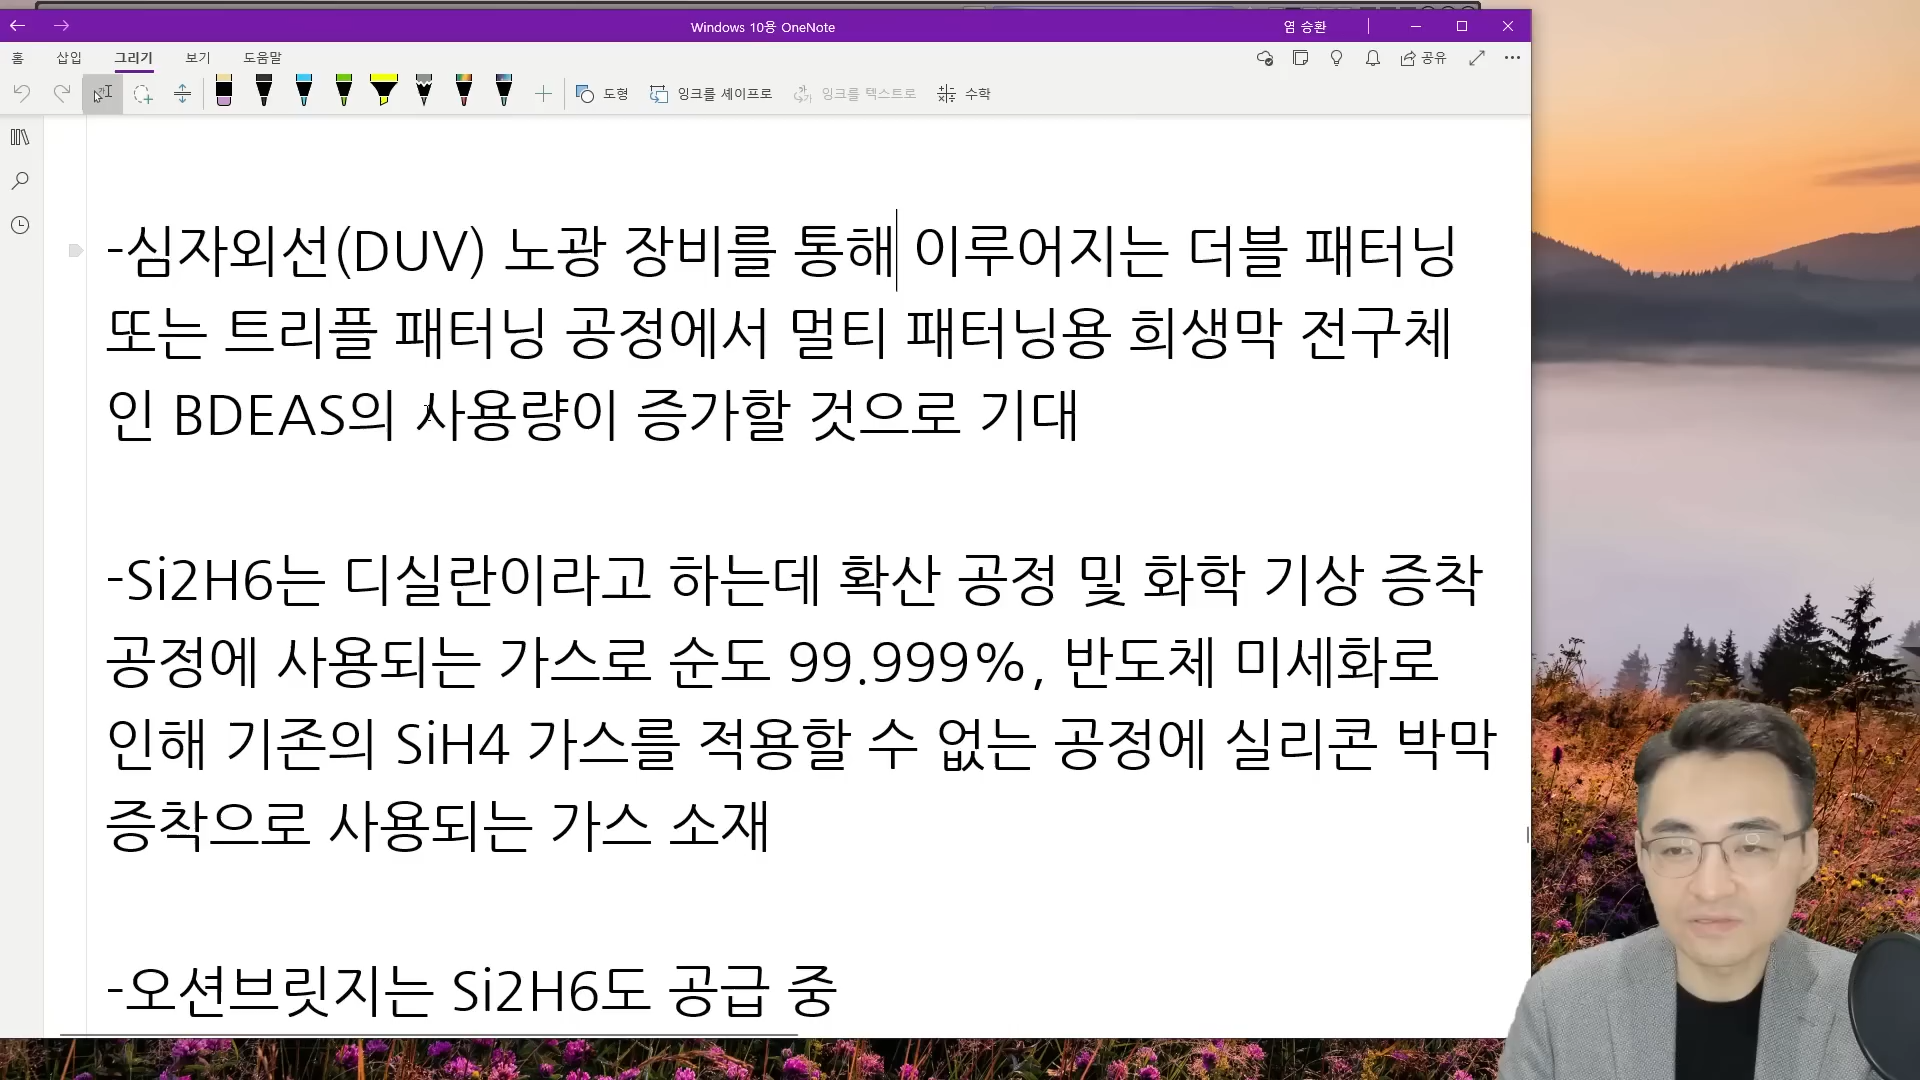 Windows 10용 OneNote
염 승환
홈 삽입 그리기 보기 도움말
공유
도형 잉크를 셰이프로 잉크를 텍스트로 수학
-심자외선(DUV) 노광 장비를 통해 이루어지는 더블 패터닝
또는 트리플 패터닝 공정에서 멀티 패터닝용 희생막 전구체
인 BDEAS의 사용량이 증가할 것으로 기대
-Si2H6는 디실란이라고 하는데 확산 공정 및 화학 기상 증착
공정에 사용되는 가스로 순도 99.999%, 반도체 미세화로
인해 기존의 SiH4 가스를 적용할 수 없는 공정에 실리콘 박막
증착으로 사용되는 가스 소재
-오션브릿지는 Si2H6도 공급 중